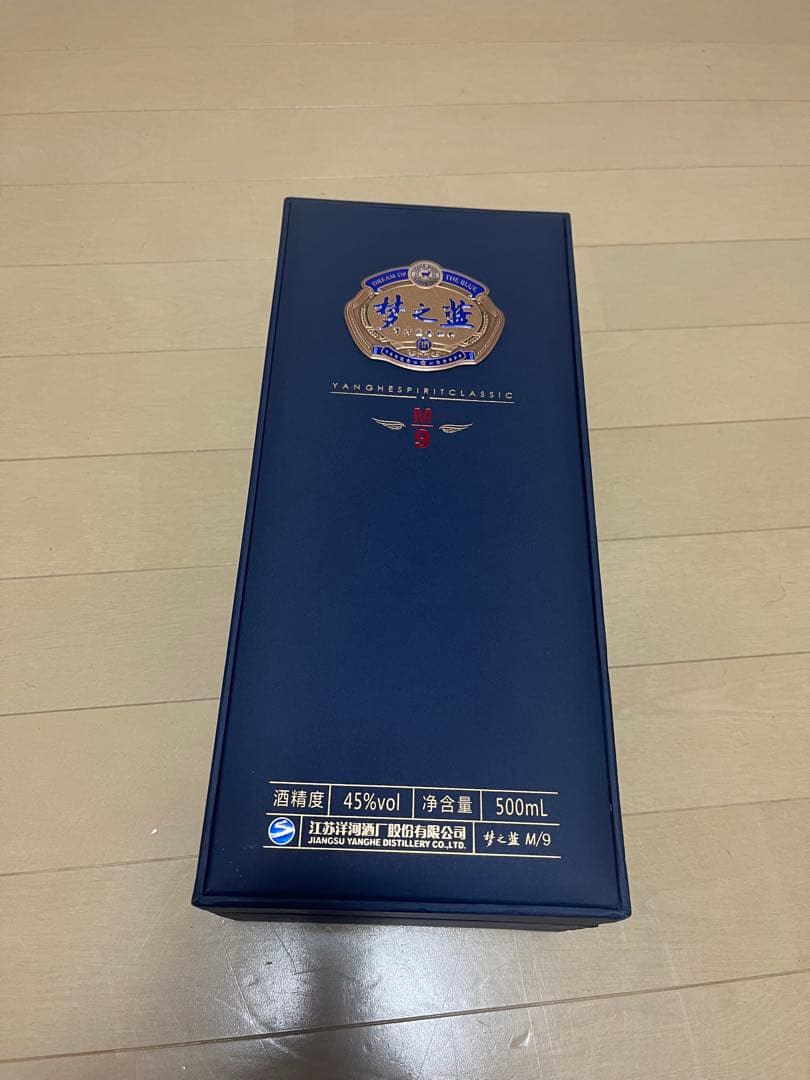 DREAM OF THE BLUE
梦之蓝
YANGHESPIRITCLASSIC
M
9
酒精度 45%vol 净含量 500mL
江苏洋河酒厂股份有限公司 梦之蓝 M/9
JIANGSU YANGHE DISTILLERY CO.,LTD.